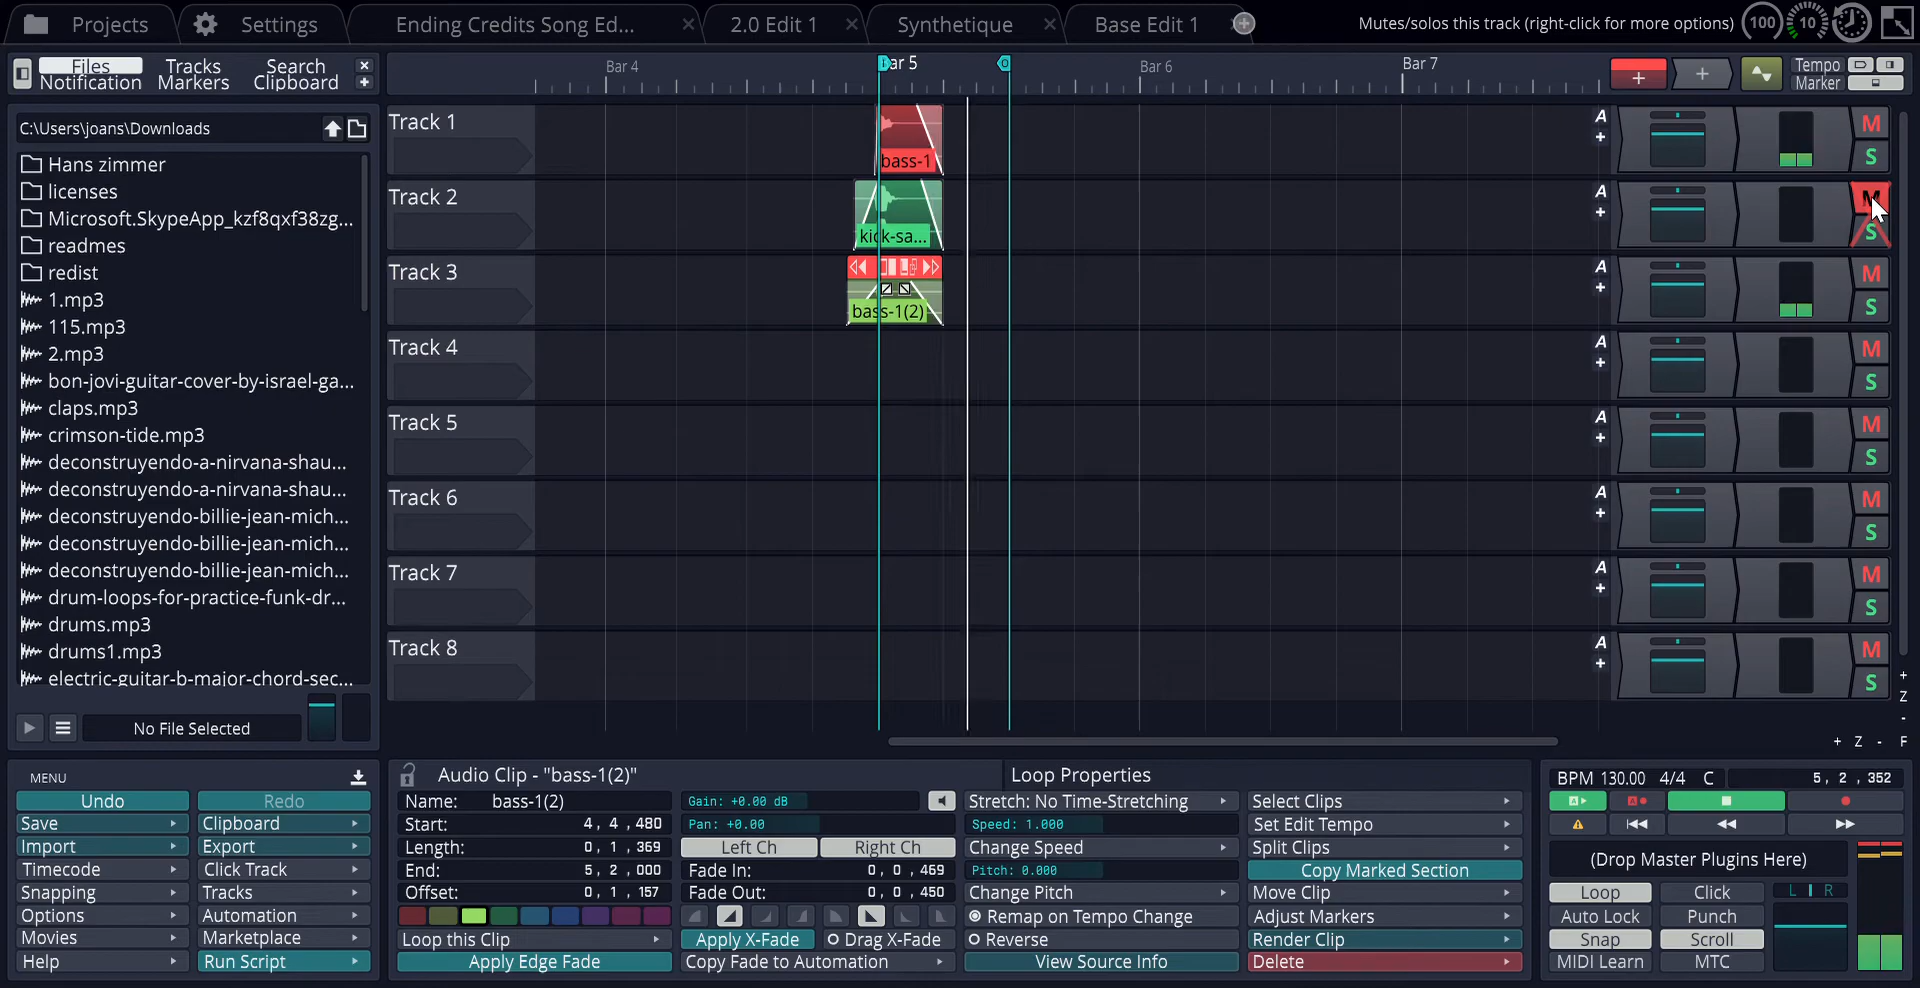 Projects
Settings
Ending Credits Song Ed...
2.0 Edit 1
Synthetique
Base Edit 1
Mutes/solos this track (right-click for more options)
100
10
Files
Notification
Tracks
Markers
Search
Clipboard
Bar 4
ar 5
Bar 6
Bar 7
Tempo
Marker
C:\Users\joans\Downloads
Hans zimmer
licenses
Microsoft.SkypeApp_kzf8qxf38zg...
readmes
redist
1.mp3
115.mp3
2.mp3
bon-jovi-guitar-cover-by-israel-ga...
claps.mp3
crimson-tide.mp3
deconstruyendo-a-nirvana-shau...
deconstruyendo-a-nirvana-shau...
deconstruyendo-billie-jean-mich...
deconstruyendo-billie-jean-mich...
deconstruyendo-billie-jean-mich...
drum-loops-for-practice-funk-dr...
drums.mp3
drums1.mp3
electric-guitar-b-major-chord-sec...
No File Selected
Track 1
bass-1
A
M
S
Track 2
kick-sa...
A
M
S
Track 3
bass-1(2)
A
M
S
Track 4
A
M
S
Track 5
A
M
S
Track 6
A
M
S
Track 7
A
M
S
Track 8
A
M
S
+ Z -
+ Z - F
MENU
Undo
Redo
Save
Clipboard
Import
Export
Timecode
Click Track
Snapping
Tracks
Options
Automation
Movies
Marketplace
Help
Run Script
Audio Clip - "bass-1(2)"
Name: bass-1(2)
Start: 4, 4, 480
Length: 0, 1, 369
End: 5, 2, 000
Offset: 0, 1, 157
Loop this Clip
Apply Edge Fade
Gain: +0.00 dB
Pan: +0.00
Left Ch
Right Ch
Fade In: 0, 0, 469
Fade Out: 0, 0, 450
Apply X-Fade
Drag X-Fade
Copy Fade to Automation
Loop Properties
Stretch: No Time-Stretching
Speed: 1.000
Change Speed
Pitch: 0.000
Change Pitch
Remap on Tempo Change
Reverse
View Source Info
Select Clips
Set Edit Tempo
Split Clips
Copy Marked Section
Move Clip
Adjust Markers
Render Clip
Delete
BPM 130.00 4/4 C 5, 2, 352
(Drop Master Plugins Here)
Loop
Click
L R
Auto Lock
Punch
Snap
Scroll
MIDI Learn
MTC